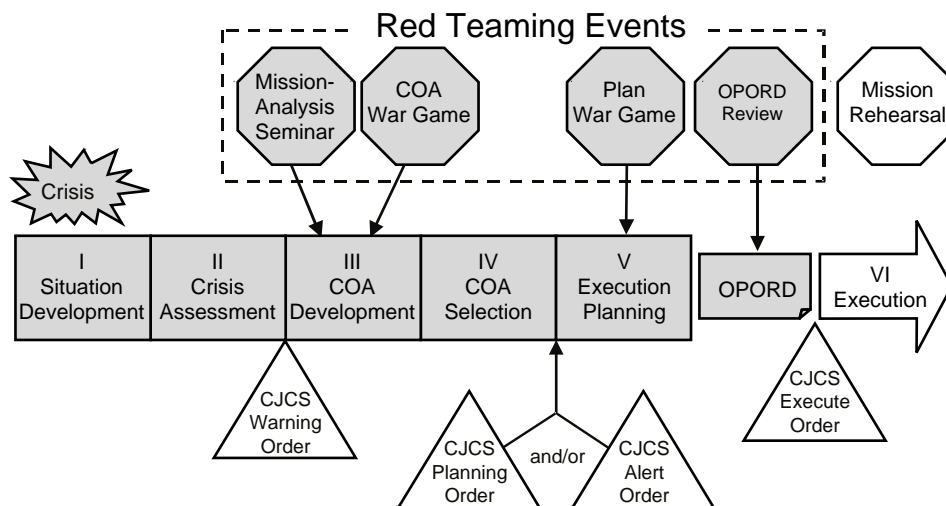 Red Teaming Events
Mission-
Analysis
Seminar
COA
War Game
Plan
War Game
OPORD
Review
Mission
Rehearsal
Crisis
I
Situation
Development
II
Crisis
Assessment
III
COA
Development
IV
COA
Selection
V
Execution
Planning
OPORD
VI
Execution
CJCS
Warning
Order
CJCS
Planning
Order
and/or
CJCS
Alert
Order
CJCS
Execute
Order